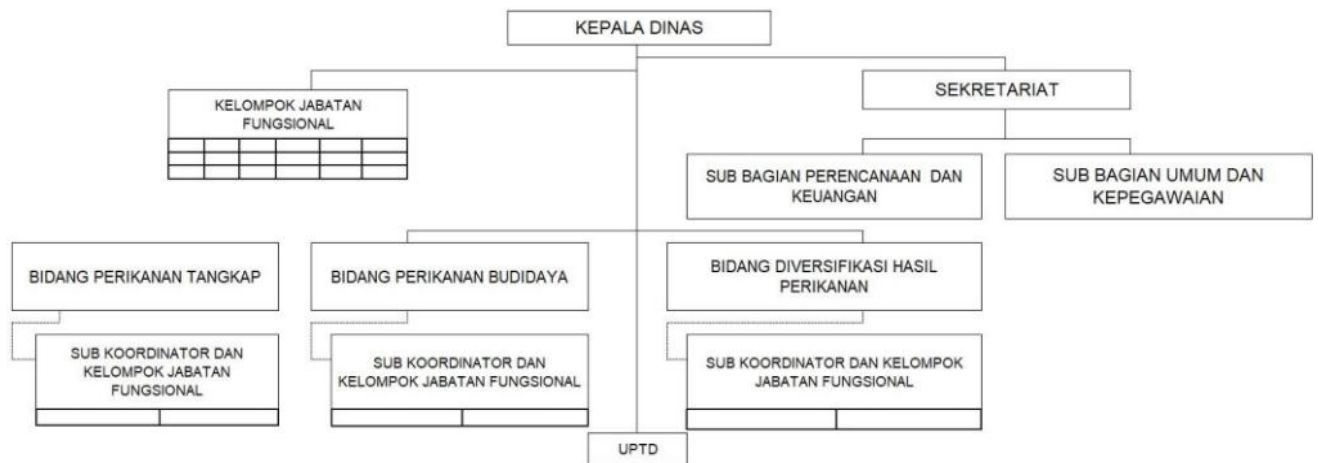 KEPALA DINAS
KELOMPOK JABATAN
FUNGSIONAL
SEKRETARIAT
SUB BAGIAN PERENCANAAN DAN
KEUANGAN
SUB BAGIAN UMUM DAN
KEPEGAWAIAN
BIDANG PERIKANAN TANGKAP
BIDANG PERIKANAN BUDIDAYA
BIDANG DIVERSIFIKASI HASIL
PERIKANAN
SUB KOORDINATOR DAN
KELOMPOK JABATAN
FUNGSIONAL
SUB KOORDINATOR DAN
KELOMPOK JABATAN FUNGSIONAL
SUB KOORDINATOR DAN KELOMPOK
JABATAN FUNGSIONAL
UPTD